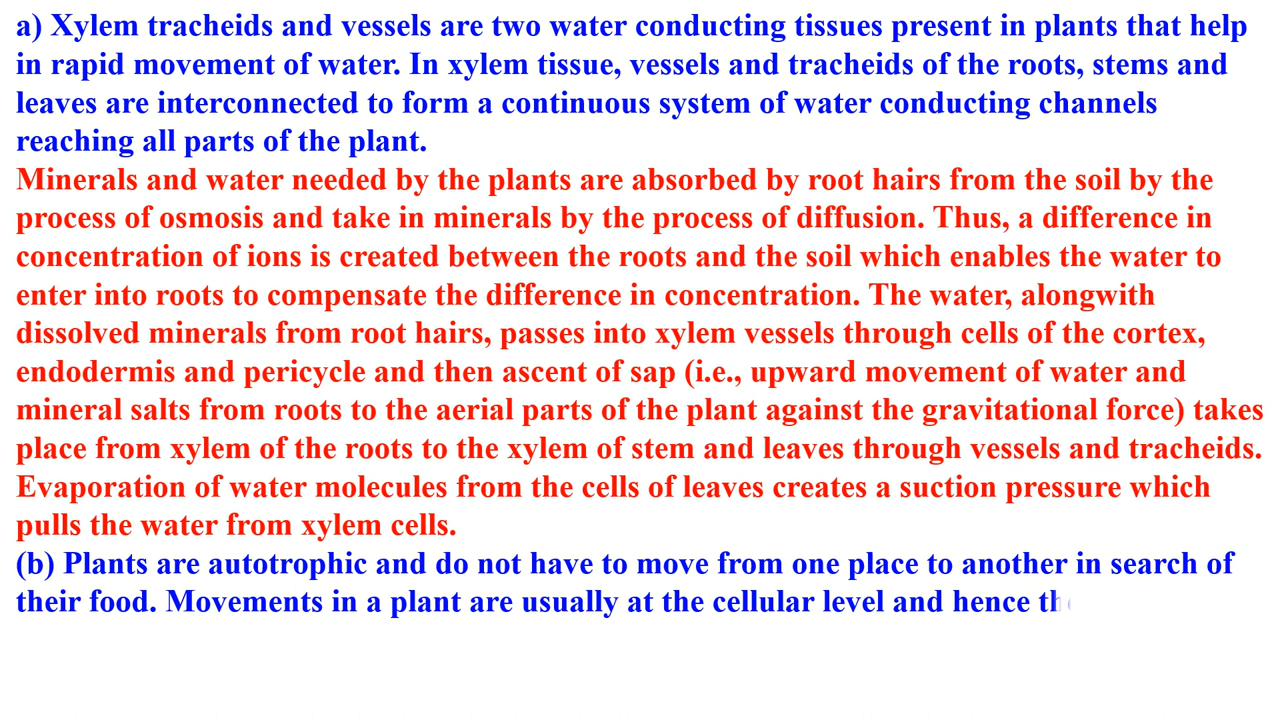 a) Xylem tracheids and vessels are two water conducting tissues present in plants that help
in rapid movement of water. In xylem tissue, vessels and tracheids of the roots, stems and
leaves are interconnected to form a continuous system of water conducting channels
reaching all parts of the plant.
Minerals and water needed by the plants are absorbed by root hairs from the soil by the
process of osmosis and take in minerals by the process of diffusion. Thus, a difference in
concentration of ions is created between the roots and the soil which enables the water to
enter into roots to compensate the difference in concentration. The water, alongwith
dissolved minerals from root hairs, passes into xylem vessels through cells of the cortex,
endodermis and pericycle and then ascent of sap (i.e., upward movement of water and
mineral salts from roots to the aerial parts of the plant against the gravitational force) takes
place from xylem of the roots to the xylem of stem and leaves through vessels and tracheids.
Evaporation of water molecules from the cells of leaves creates a suction pressure which
pulls the water from xylem cells.
(b) Plants are autotrophic and do not have to move from one place to another in search of
their food. Movements in a plant are usually at the cellular level and hence